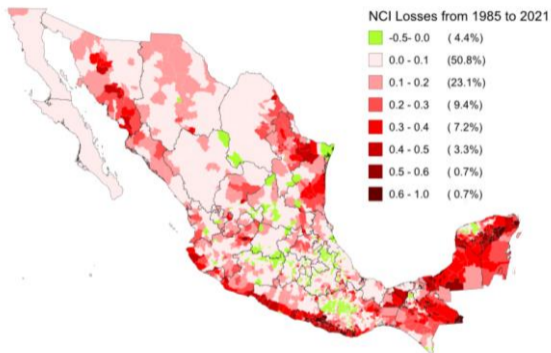 NCI Losses from 1985 to 2021
-0.5- 0.0 ( 4.4%)
0.0 - 0.1 (50.8%)
0.1 - 0.2 (23.1%)
0.2 - 0.3 ( 9.4%)
0.3 - 0.4 ( 7.2%)
0.4 - 0.5 ( 3.3%)
0.5 - 0.6 ( 0.7%)
0.6 - 1.0 ( 0.7%)